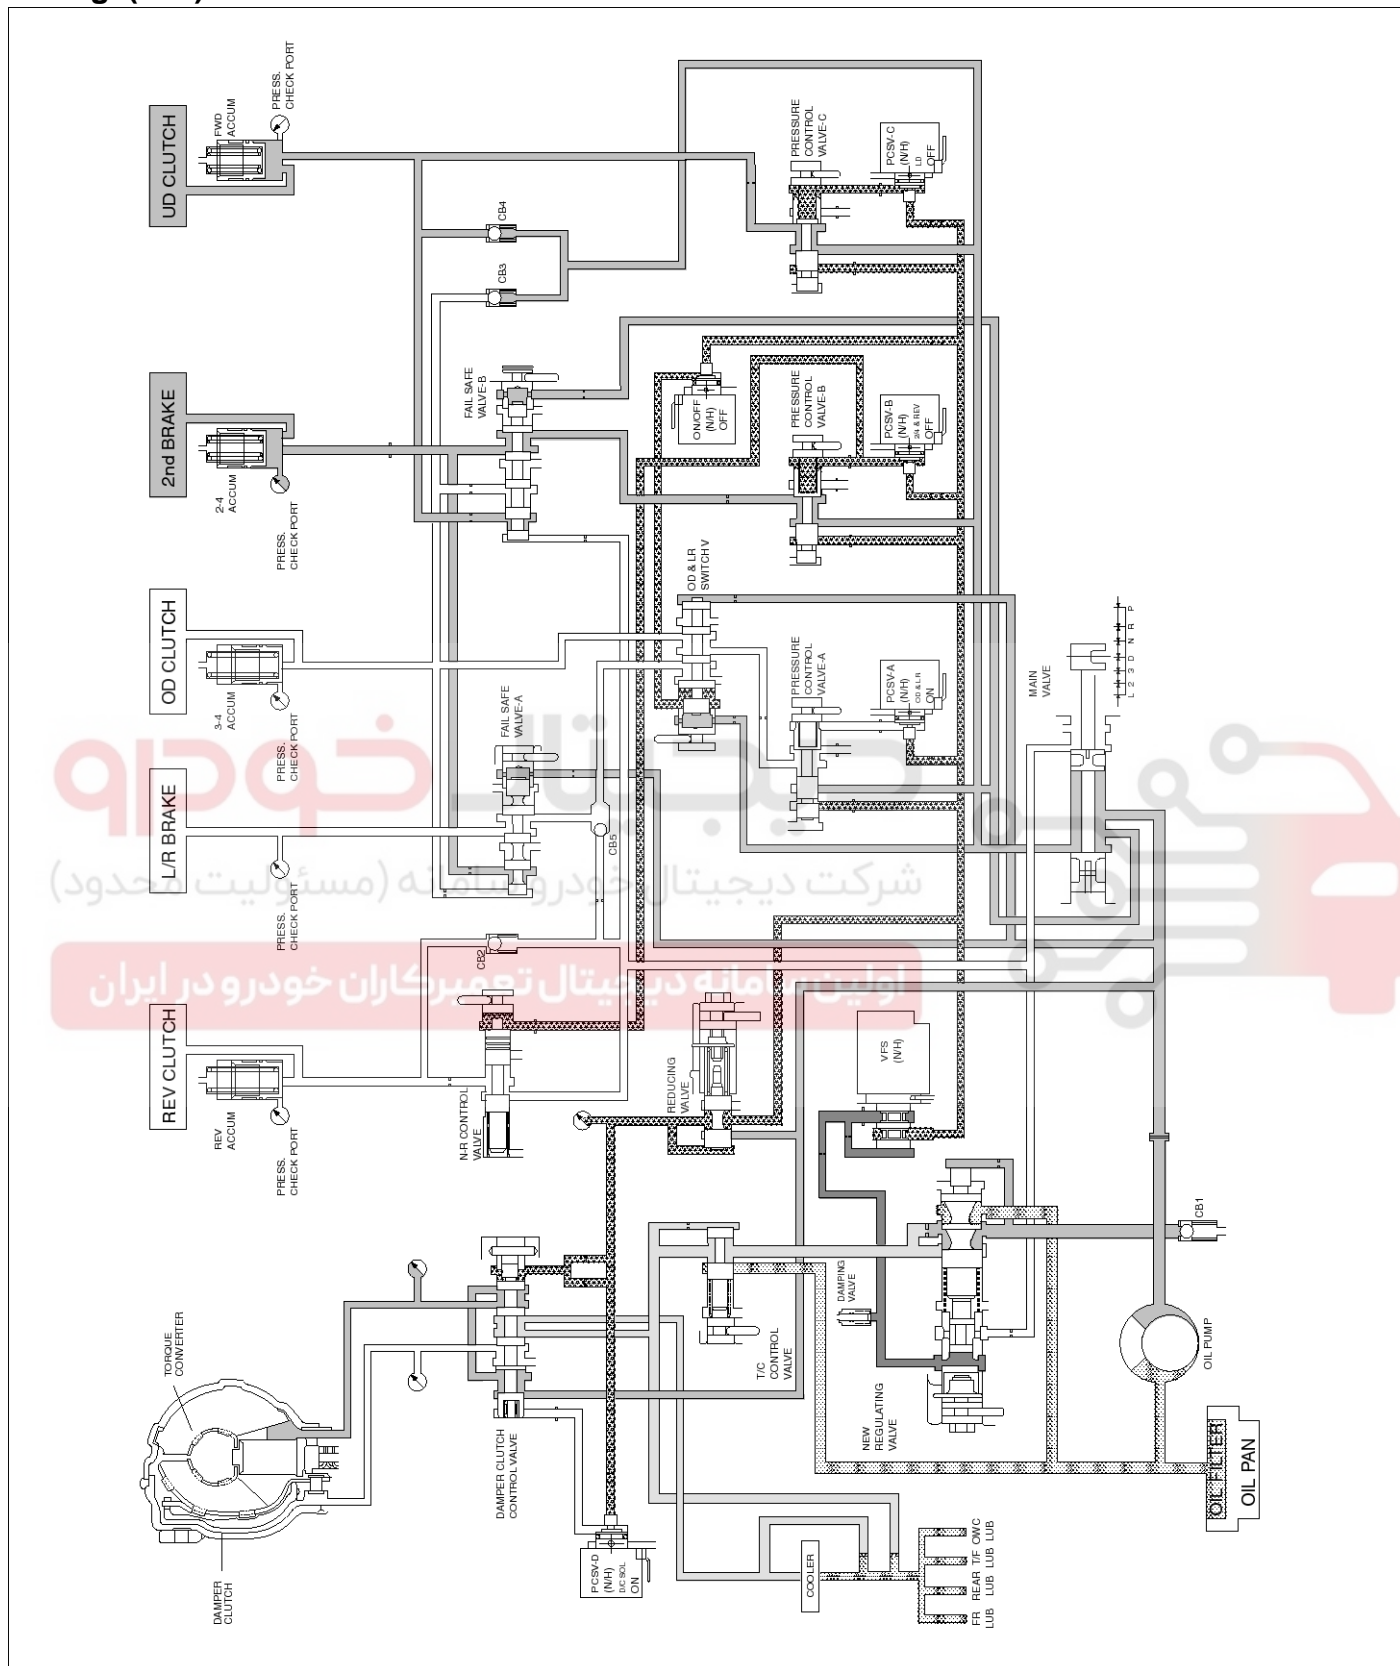 UD CLUTCH
FWD
ACCUM
PRESS.
CHECK PORT
2nd BRAKE
2-4
ACCUM
PRESS.
CHECK PORT
OD CLUTCH
3-4
ACCUM
PRESS.
CHECK PORT
L/R BRAKE
PRESS.
CHECK PORT
REV CLUTCH
REV
ACCUM
PRESS.
CHECK PORT
CB4
CB3
FAIL SAFE
VALVE-B
FAIL SAFE
VALVE-A
CB5
CB2
N-R CONTROL
VALVE
PRESSURE
CONTROL
VALVE-C
PCSV-C
(N/H)
LD
OFF
ON/OFF
(N/H)
OFF
PRESSURE
CONTROL
VALVE-B
PCSV-B
(N/H)
2/4 & REV
OFF
OD & LR
SWITCH V
PRESSURE
CONTROL
VALVE-A
PCSV-A
(N/H)
OD & LR
ON
MAIN
VALVE
L 2 3 D N R P
REDUCING
VALVE
VFS
(N/H)
DAMPING
VALVE
T/C
CONTROL
VALVE
NEW
REGULATING
VALVE
CB1
OIL PUMP
OIL FILTER
OIL PAN
TORQUE
CONVERTER
DAMPER
CLUTCH
DAMPER CLUTCH
CONTROL VALVE
PCSV-D
(N/H)
D/C SOL
ON
COOLER
FR LUB
REAR LUB
T/F LUB
OWC LUB
دیجیتال خودرو
شرکت دیجیتال خودرو سامانه (مسئولیت محدود)
اولین سامانه دیجیتال تعمیرکاران خودرو در ایران